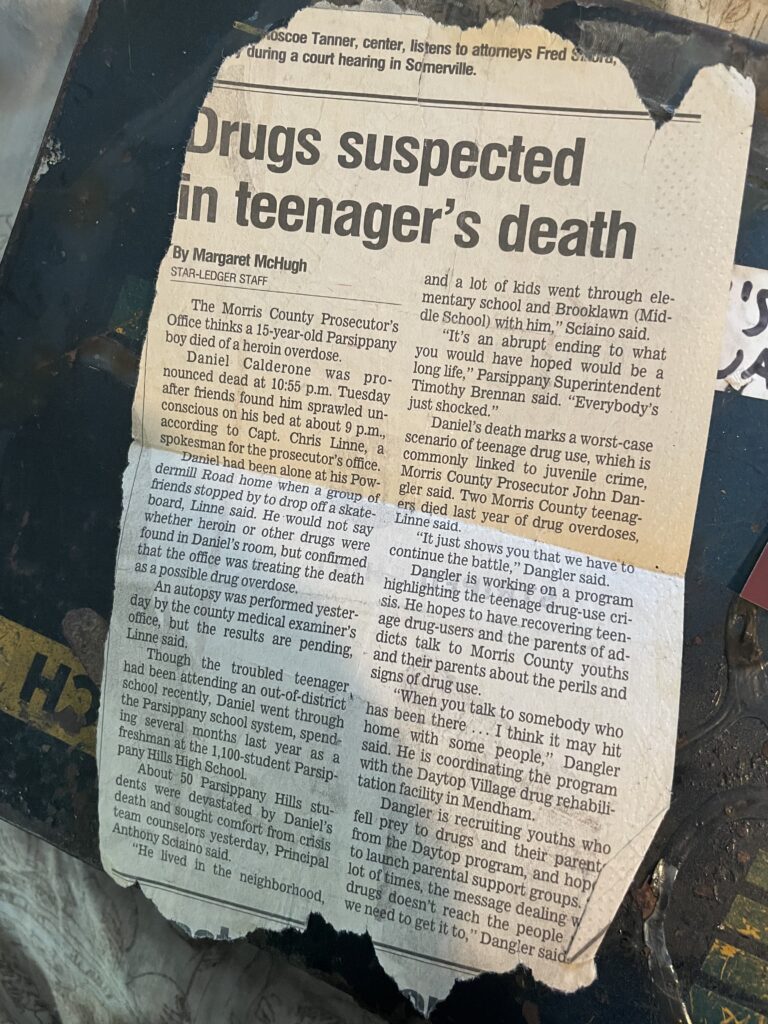 oscoe Tanner, center, listens to attorneys Fred
during a court hearing in Somerville.
Drugs suspected
in teenager's death
By Margaret McHugh
STAR-LEDGER STAFF
The Morris County Prosecutor's
Office thinks a 15-year-old Parsippany
boy died of a heroin overdose.
Daniel Calderone was pro-
nounced dead at 10:55 p.m. Tuesday
after friends found him sprawled un-
conscious on his bed at about 9 p.m.,
according to Capt. Chris Linne, a
spokesman for the prosecutor's office.
Daniel had been alone at his Pow-
dermill Road home when a group of
friends stopped by to drop off a skate-
board, Linne said. He would not say
whether heroin or other drugs were
found in Daniel's room, but confirmed
that the office was treating the death
as a possible drug overdose.
An autopsy was performed yester-
day by the county medical examiner's
office, but the results are pending,
Linne said.
Though the troubled teenager
had been attending an out-of-district
school recently, Daniel went through
the Parsippany school system, spend-
ing several months last year as a
freshman at the 1,100-student Parsip-
pany Hills High School.
About 50 Parsippany Hills stu-
dents were devastated by Daniel's
death and sought comfort from crisis
team counselors yesterday, Principal
Anthony Sciaino said.
"He lived in the neighborhood,
and a lot of kids went through ele-
mentary school and Brooklawn (Mid-
dle School) with him," Sciaino said.
"It's an abrupt ending to what
you would have hoped would be a
long life," Parsippany Superintendent
Timothy Brennan said. "Everybody's
just shocked."
Daniel's death marks a worst-case
scenario of teenage drug use, which is
commonly linked to juvenile crime,
Morris County Prosecutor John Dan-
gler said. Two Morris County teenag-
ers died last year of drug overdoses,
Linne said.
"It just shows you that we have to
continue the battle," Dangler said.
Dangler is working on a program
highlighting the teenage drug-use cri-
sis. He hopes to have recovering teen-
age drug-users and the parents of ad-
dicts talk to Morris County youths
and their parents about the perils and
signs of drug use.
"When you talk to somebody who
has been there . . . I think it may hit
home with some people," Dangler
said. He is coordinating the program
with the Daytop Village drug rehabili-
tation facility in Mendham.
Dangler is recruiting youths who
fell prey to drugs and their parent
from the Daytop program, and hop
to launch parental support groups.
lot of times, the message dealing w
drugs doesn't reach the people
we need to get it to," Dangler said.